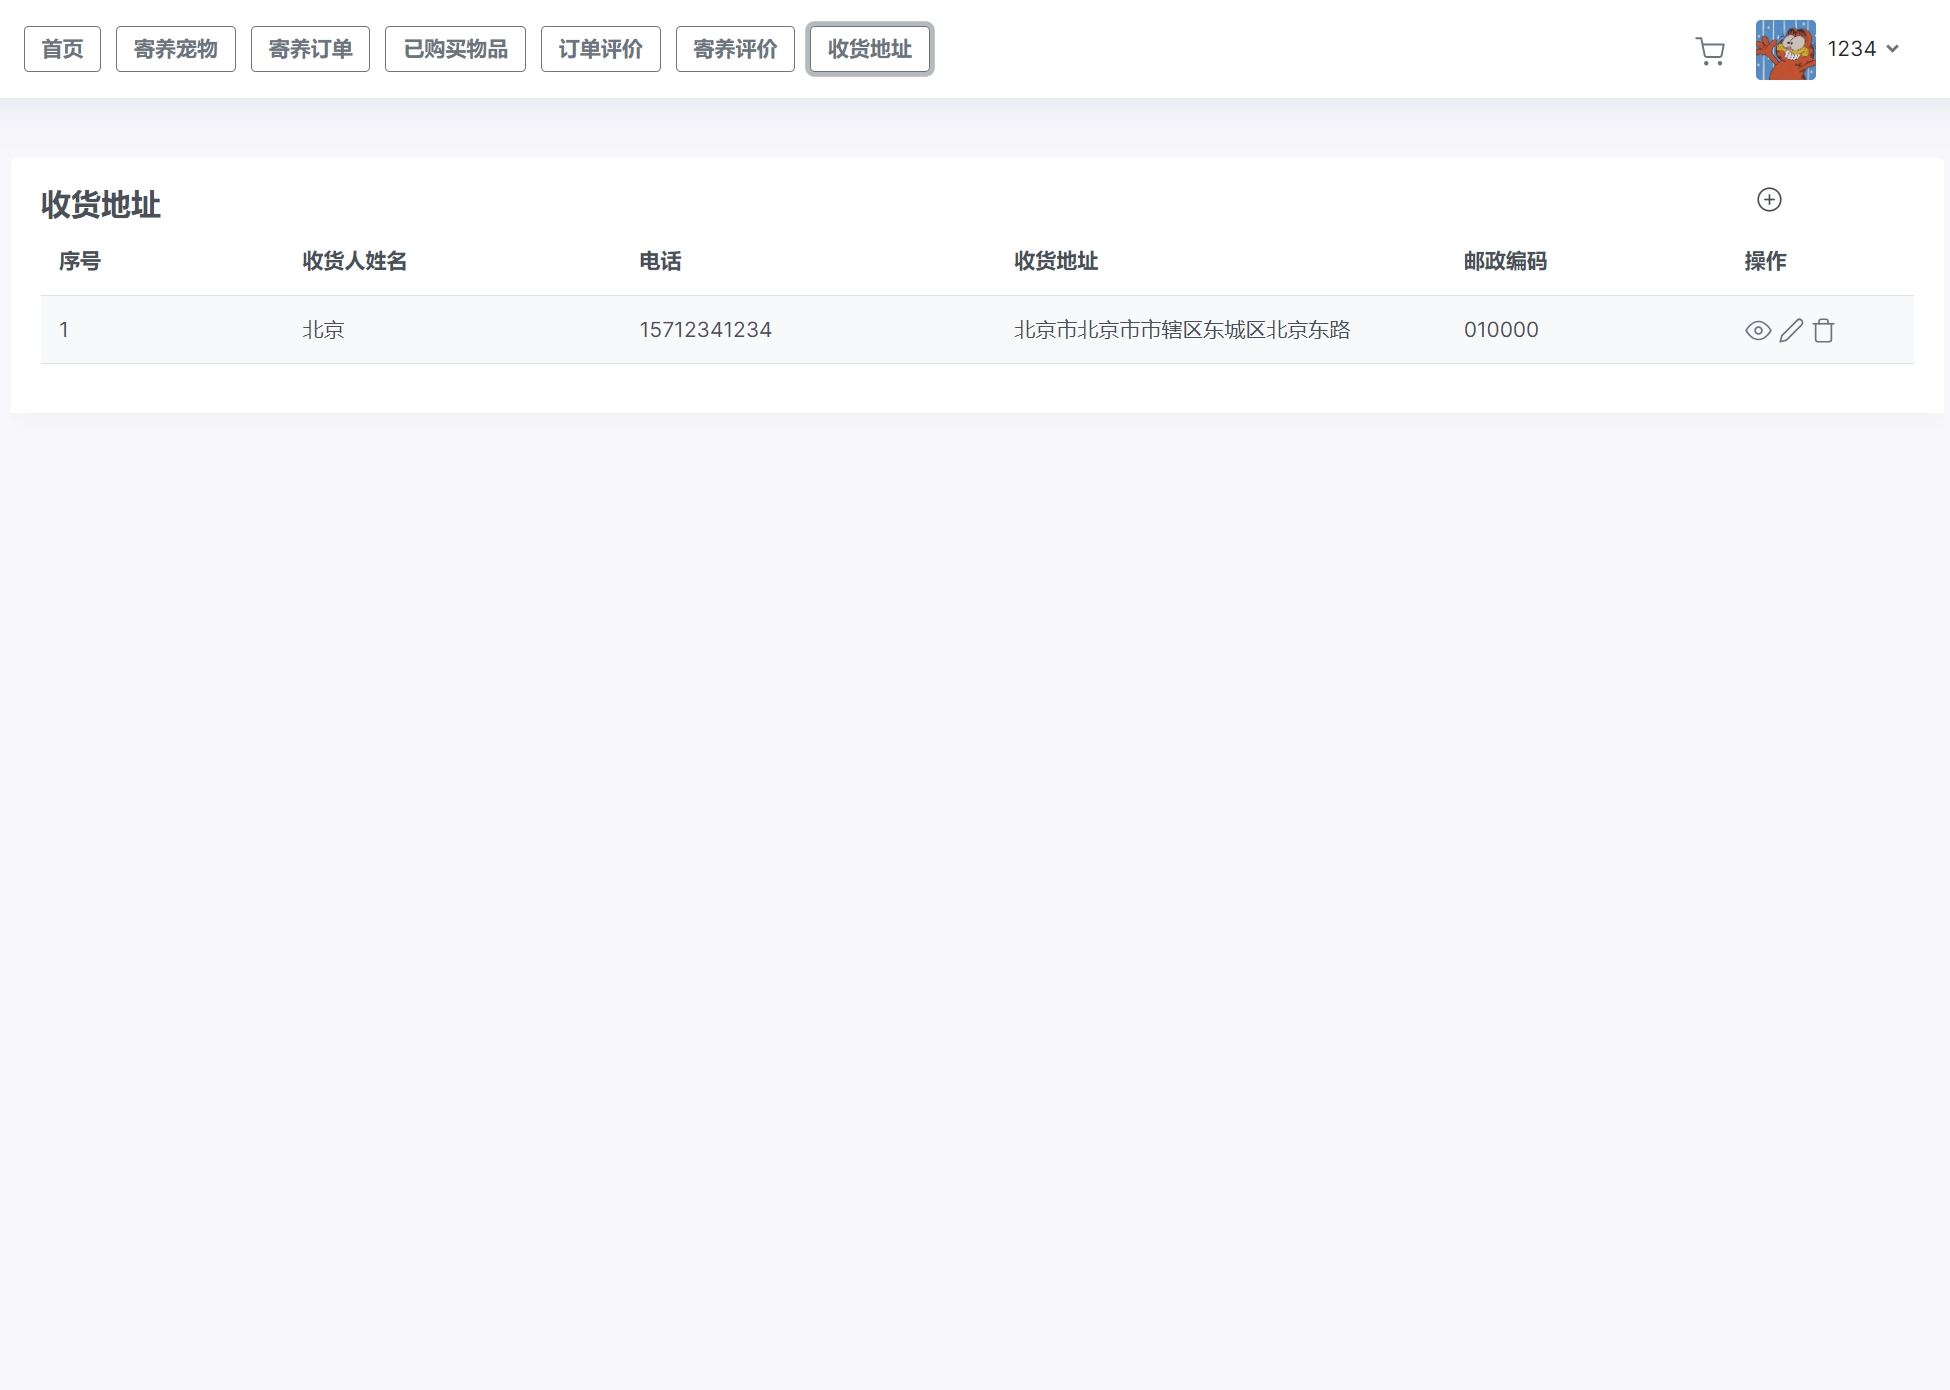 首页 寄养宠物 寄养订单 已购买物品 订单评价 寄养评价 收货地址 1234
收货地址
序号 收货人姓名 电话 收货地址 邮政编码 操作
1 北京 15712341234 北京市北京市市辖区东城区北京东路 010000